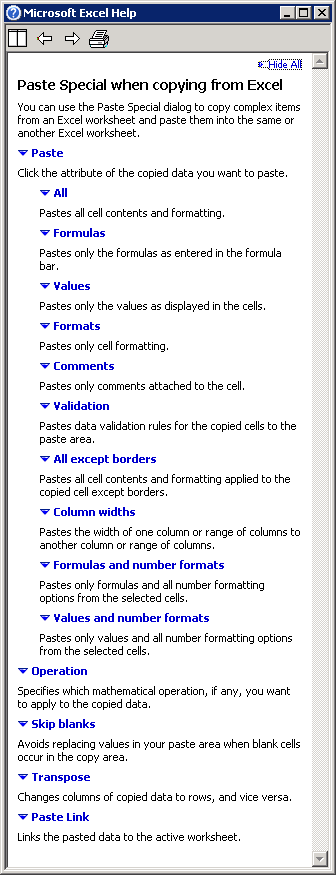 Microsoft Excel Help
Hide All
Paste Special when copying from Excel
You can use the Paste Special dialog to copy complex items
from an Excel worksheet and paste them into the same or
another Excel worksheet.
Paste
Click the attribute of the copied data you want to paste.
All
Pastes all cell contents and formatting.
Formulas
Pastes only the formulas as entered in the formula
bar.
Values
Pastes only the values as displayed in the cells.
Formats
Pastes only cell formatting.
Comments
Pastes only comments attached to the cell.
Validation
Pastes data validation rules for the copied cells to the
paste area.
All except borders
Pastes all cell contents and formatting applied to the
copied cell except borders.
Column widths
Pastes the width of one column or range of columns to
another column or range of columns.
Formulas and number formats
Pastes only formulas and all number formatting
options from the selected cells.
Values and number formats
Pastes only values and all number formatting options
from the selected cells.
Operation
Specifies which mathematical operation, if any, you want
to apply to the copied data.
Skip blanks
Avoids replacing values in your paste area when blank cells
occur in the copy area.
Transpose
Changes columns of copied data to rows, and vice versa.
Paste Link
Links the pasted data to the active worksheet.